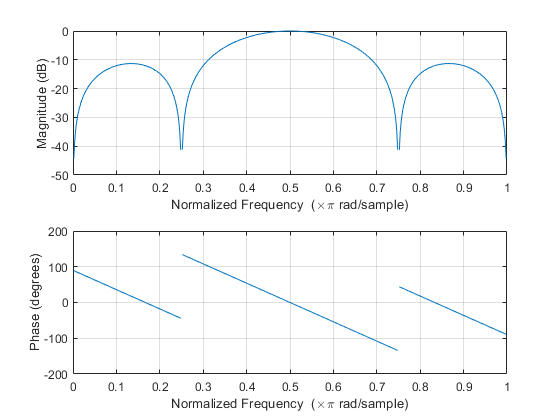 0
-10
-20
-30
-40
-50
Magnitude (dB)
0 0.1 0.2 0.3 0.4 0.5 0.6 0.7 0.8 0.9 1
Normalized Frequency (×π rad/sample)
200
100
0
-100
-200
Phase (degrees)
0 0.1 0.2 0.3 0.4 0.5 0.6 0.7 0.8 0.9 1
Normalized Frequency (×π rad/sample)